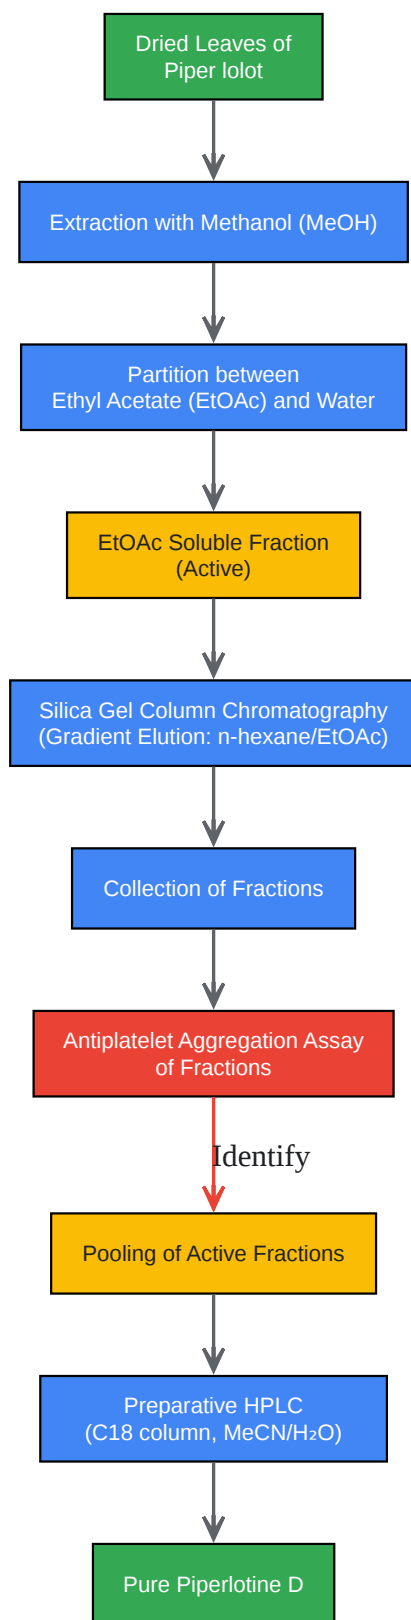 Dried Leaves of
Piper lolot
Extraction with Methanol (MeOH)
Partition between
Ethyl Acetate (EtOAc) and Water
EtOAc Soluble Fraction
(Active)
Silica Gel Column Chromatography
(Gradient Elution: n-hexane/EtOAc)
Collection of Fractions
Antiplatelet Aggregation Assay
of Fractions
Identify
Pooling of Active Fractions
Preparative HPLC
(C18 column, MeCN/H₂O)
Pure Piperlotine D